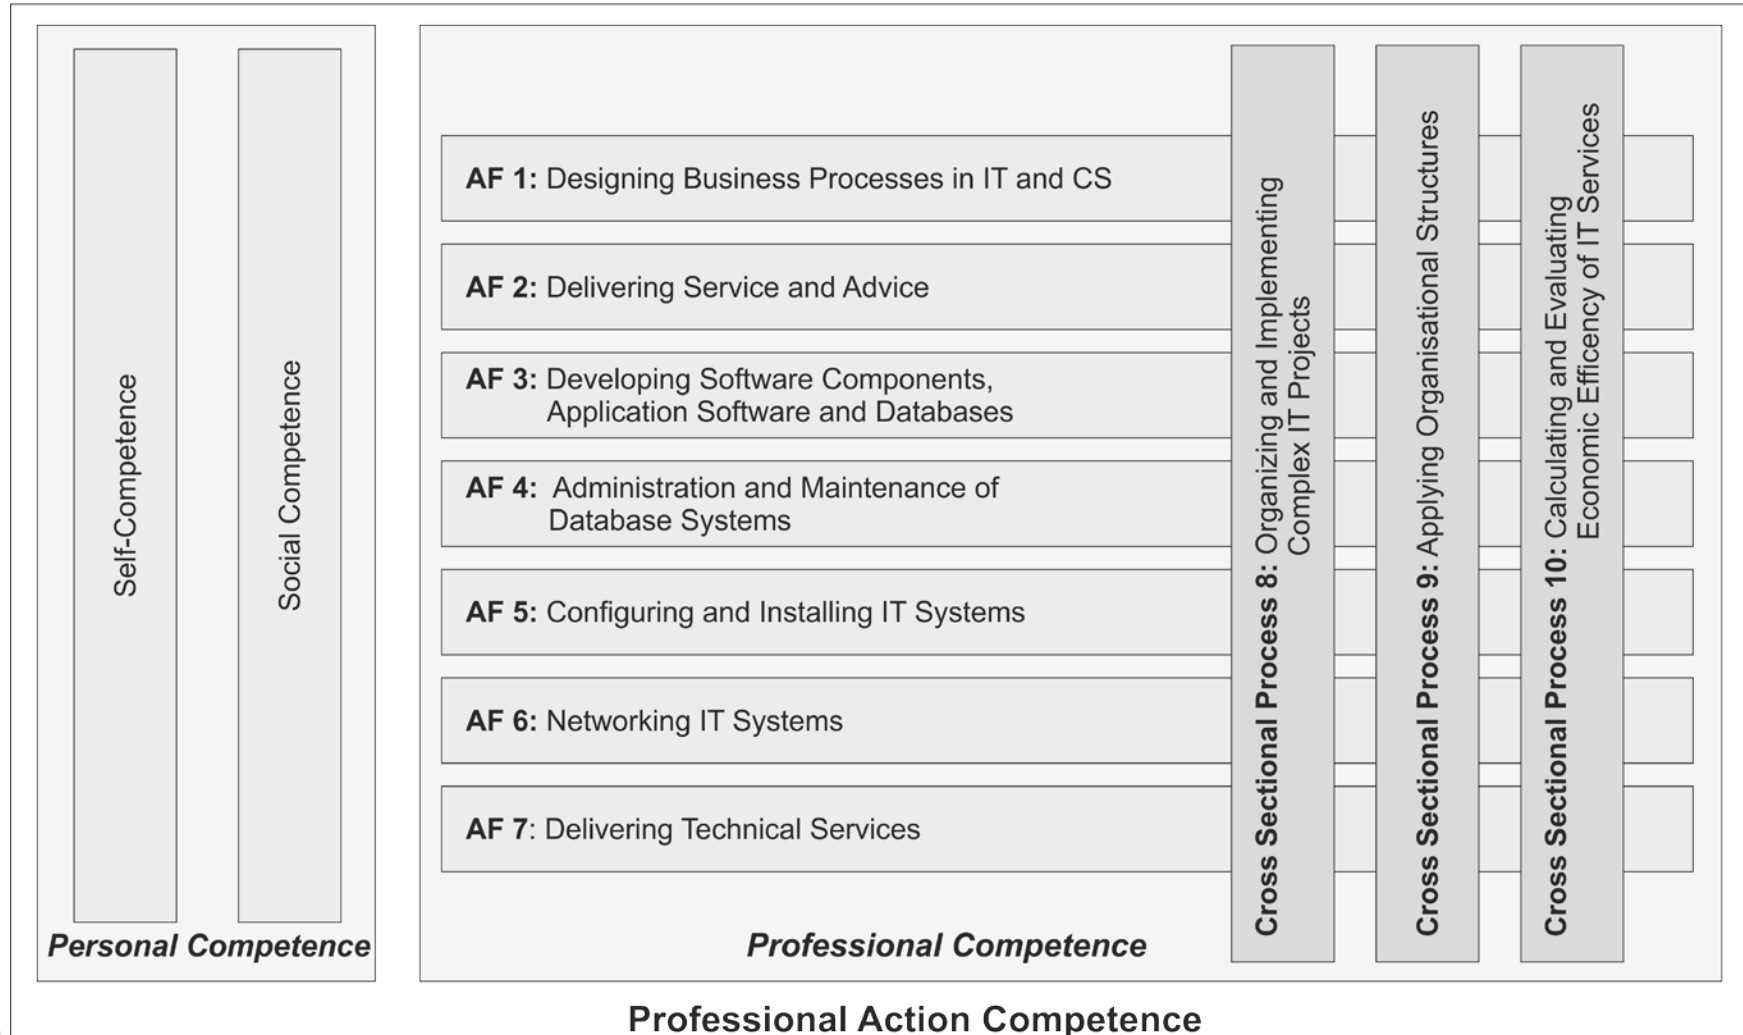 Self-Competence
Social Competence
Personal Competence
AF 1: Designing Business Processes in IT and CS
AF 2: Delivering Service and Advice
AF 3: Developing Software Components,
Application Software and Databases
AF 4: Administration and Maintenance of
Database Systems
AF 5: Configuring and Installing IT Systems
AF 6: Networking IT Systems
AF 7: Delivering Technical Services
Cross Sectional Process 8: Organizing and Implementing
Complex IT Projects
Cross Sectional Process 9: Applying Organisational Structures
Cross Sectional Process 10: Calculating and Evaluating
Economic Efficency of IT Services
Professional Competence
Professional Action Competence